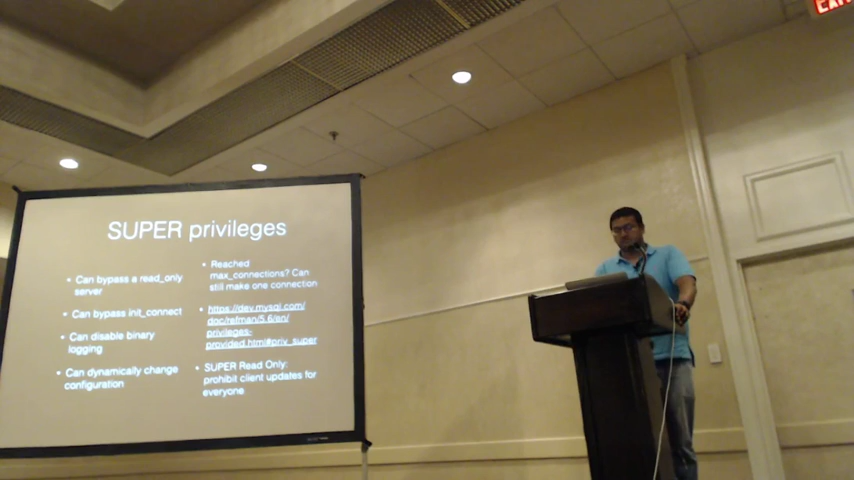 SUPER privileges
• Can bypass a read_only
server
• Can bypass init_connect
• Can disable binary
logging
• Can dynamically change
configuration
• Reached
max_connections? Can
still make one connection
• https://dev.mysql.com/
doc/refman/5.6/en/
privileges-
provided.html#priv_super
• SUPER Read Only:
prohibit client updates for
everyone
EXIT